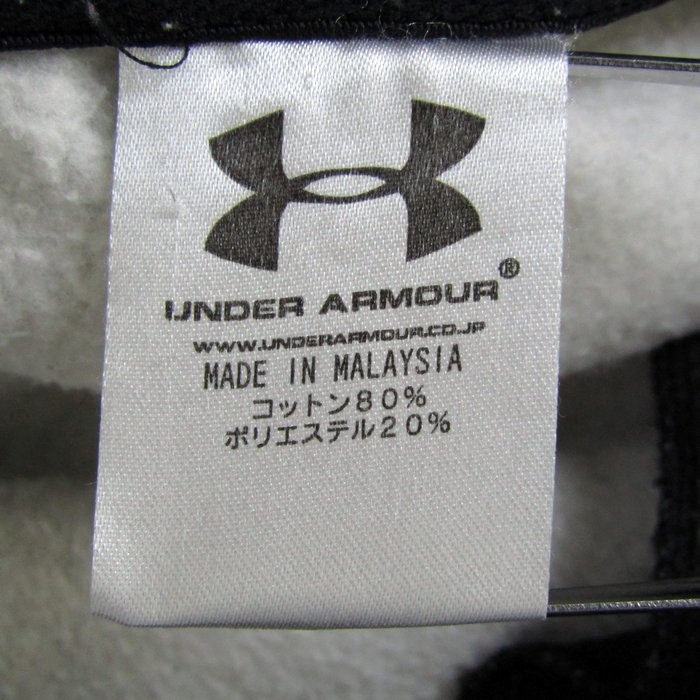 UNDER ARMOUR®
WWW.UNDERARMOUR.CO.JP
MADE IN MALAYSIA
コットン80%
ポリエステル20%